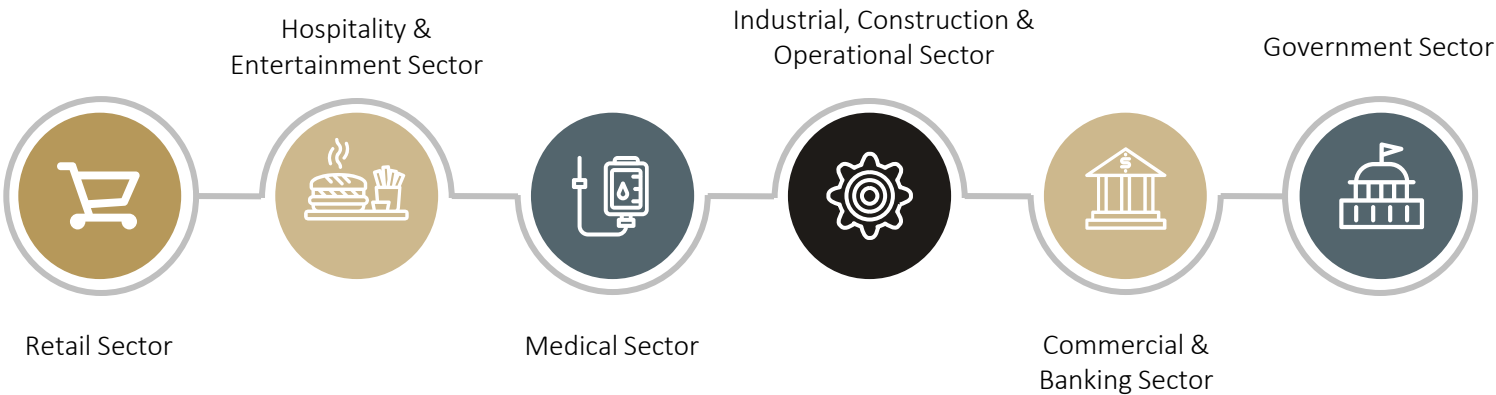 Retail Sector
Hospitality &
Entertainment Sector
Medical Sector
Industrial, Construction &
Operational Sector
$
Commercial &
Banking Sector
Government Sector